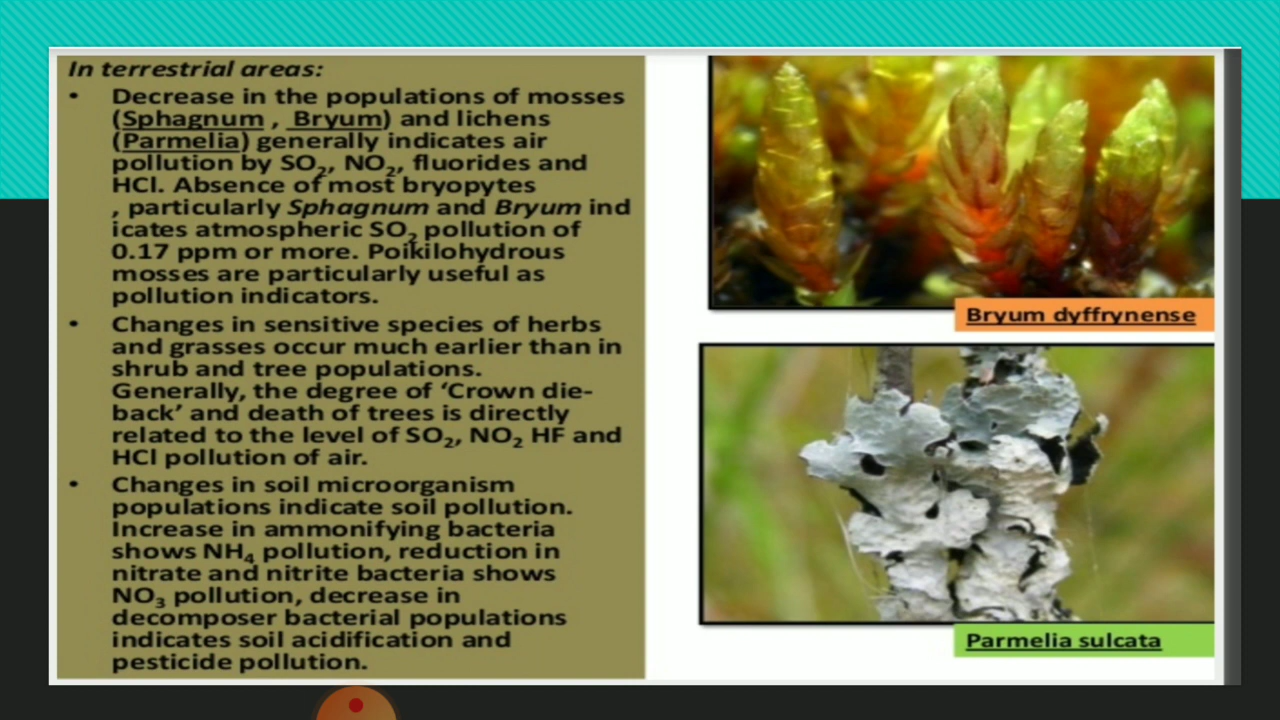 In terrestrial areas:
• Decrease in the populations of mosses
(Sphagnum , Bryum) and lichens
(Parmelia) generally indicates air
pollution by SO₂, NO₂, fluorides and
HCl. Absence of most bryopytes
, particularly Sphagnum and Bryum ind
icates atmospheric SO₂ pollution of
0.17 ppm or more. Poikilohydrous
mosses are particularly useful as
pollution indicators.
• Changes in sensitive species of herbs
and grasses occur much earlier than in
shrub and tree populations.
Generally, the degree of ‘Crown die-
back’ and death of trees is directly
related to the level of SO₂, NO₂ HF and
HCl pollution of air.
• Changes in soil microorganism
populations indicate soil pollution.
Increase in ammonifying bacteria
shows NH₄ pollution, reduction in
nitrate and nitrite bacteria shows
NO₃ pollution, decrease in
decomposer bacterial populations
indicates soil acidification and
pesticide pollution.
Bryum dyffrynense
Parmelia sulcata